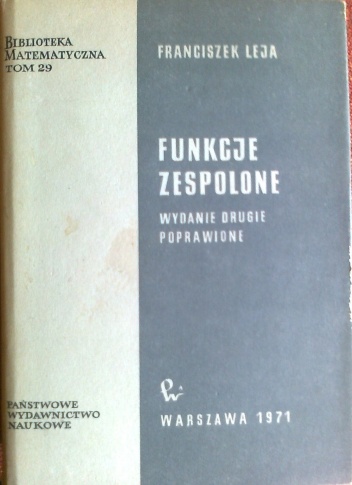 BIBLIOTEKA
MATEMATYCZNA
TOM 29
FRANCISZEK LEJA
FUNKCJE
ZESPOLONE
WYDANIE DRUGIE
POPRAWIONE
PAŃSTWOWE
WYDAWNICTWO
NAUKOWE
WARSZAWA 1971